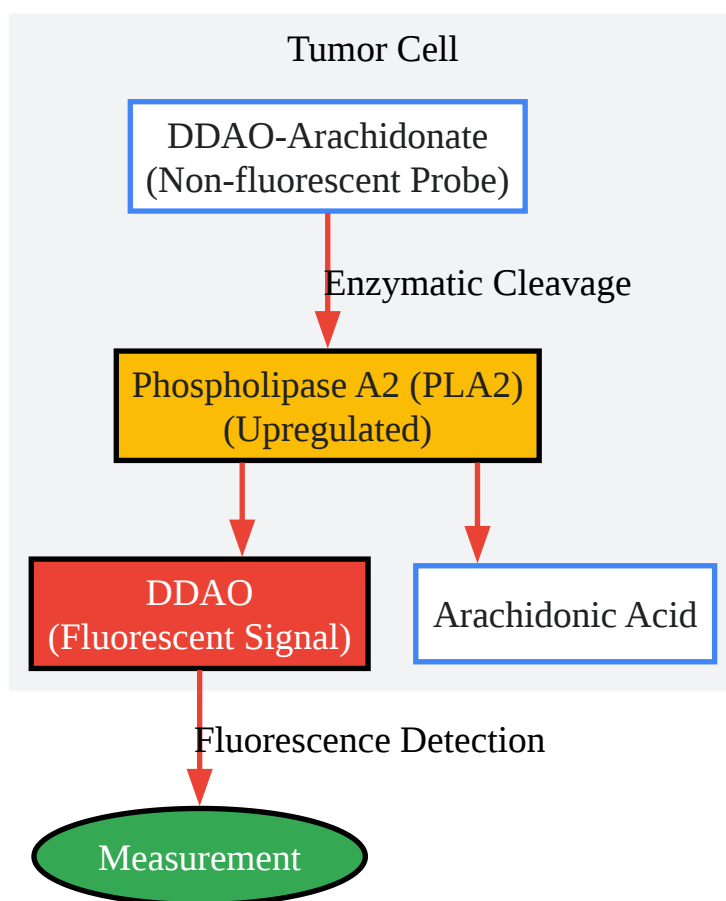 Tumor Cell
DDAO-Arachidonate
(Non-fluorescent Probe)
Enzymatic Cleavage
Phospholipase A2 (PLA2)
(Upregulated)
DDAO
(Fluorescent Signal)
Arachidonic Acid
Fluorescence Detection
Measurement